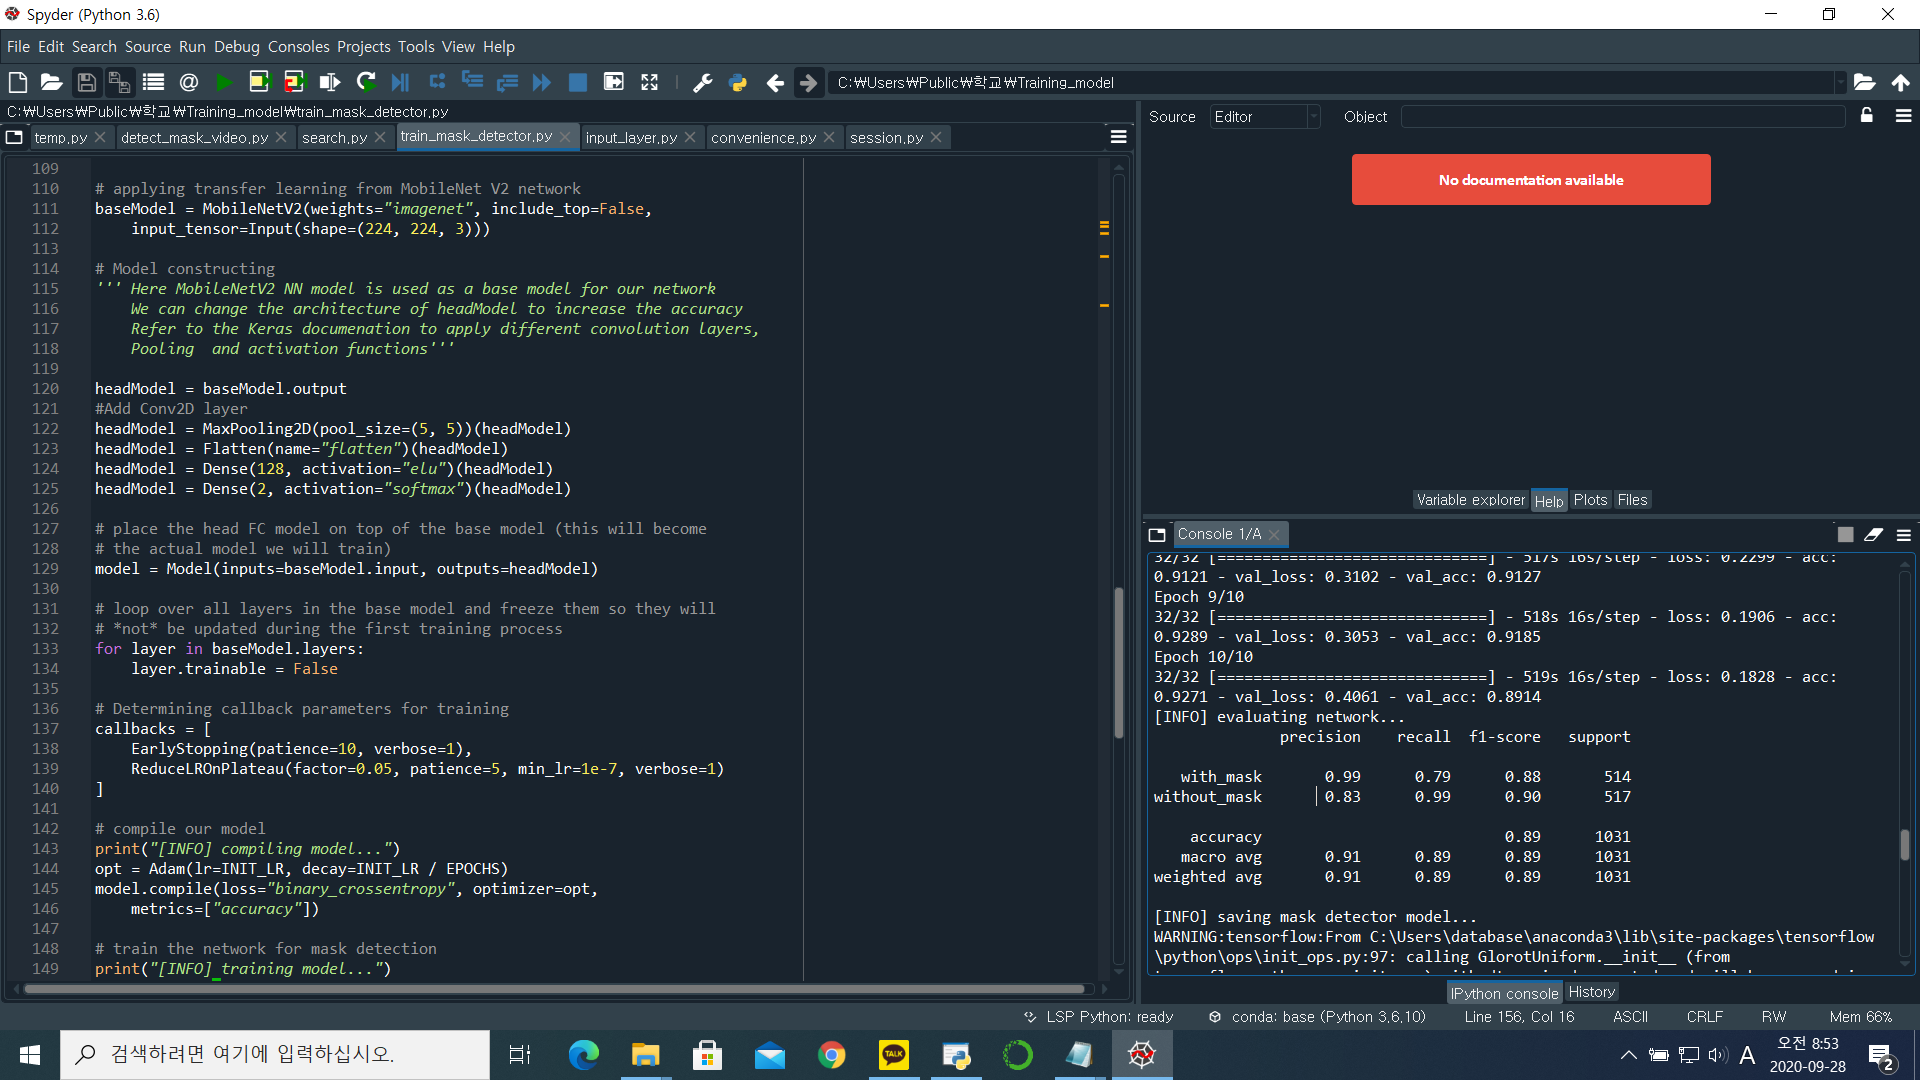 Spyder (Python 3.6)
File Edit Search Source Run Debug Consoles Projects Tools View Help
C:₩Users₩Public₩학교₩Training_model
C:₩Users₩Public₩학교₩Training_model₩train_mask_detector.py
temp.py detect_mask_video.py search.py train_mask_detector.py input_layer.py convenience.py session.py
109
110 # applying transfer learning from MobileNet V2 network
111 baseModel = MobileNetV2(weights="imagenet", include_top=False,
112 input_tensor=Input(shape=(224, 224, 3)))
113
114 # Model constructing
115 ''' Here MobileNetV2 NN model is used as a base model for our network
116 We can change the architecture of headModel to increase the accuracy
117 Refer to the Keras documenation to apply different convolution layers,
118 Pooling  and activation functions'''
119
120 headModel = baseModel.output
121 #Add Conv2D layer
122 headModel = MaxPooling2D(pool_size=(5, 5))(headModel)
123 headModel = Flatten(name="flatten")(headModel)
124 headModel = Dense(128, activation="elu")(headModel)
125 headModel = Dense(2, activation="softmax")(headModel)
126
127 # place the head FC model on top of the base model (this will become
128 # the actual model we will train)
129 model = Model(inputs=baseModel.input, outputs=headModel)
130
131 # loop over all layers in the base model and freeze them so they will
132 # *not* be updated during the first training process
133 for layer in baseModel.layers:
134 layer.trainable = False
135
136 # Determining callback parameters for training
137 callbacks = [
138 EarlyStopping(patience=10, verbose=1),
139 ReduceLROnPlateau(factor=0.05, patience=5, min_lr=1e-7, verbose=1)
140 ]
141
142 # compile our model
143 print("[INFO] compiling model...")
144 opt = Adam(lr=INIT_LR, decay=INIT_LR / EPOCHS)
145 model.compile(loss="binary_crossentropy", optimizer=opt,
146 metrics=["accuracy"])
147
148 # train the network for mask detection
149 print("[INFO] training model...")
Source Editor Object
No documentation available
Variable explorer Help Plots Files
Console 1/A
32/32 [==============================] - 517s 16s/step - loss: 0.2299 - acc:
0.9121 - val_loss: 0.3102 - val_acc: 0.9127
Epoch 9/10
32/32 [==============================] - 518s 16s/step - loss: 0.1906 - acc:
0.9289 - val_loss: 0.3053 - val_acc: 0.9185
Epoch 10/10
32/32 [==============================] - 519s 16s/step - loss: 0.1828 - acc:
0.9271 - val_loss: 0.4061 - val_acc: 0.8914
[INFO] evaluating network...
precision recall f1-score support
with_mask 0.99 0.79 0.88 514
without_mask 0.83 0.99 0.90 517
accuracy 0.89 1031
macro avg 0.91 0.89 0.89 1031
weighted avg 0.91 0.89 0.89 1031
[INFO] saving mask detector model...
WARNING:tensorflow:From C:\Users\database\anaconda3\lib\site-packages\tensorflow
\python\ops\init_ops.py:97: calling GlorotUniform.__init__ (from
IPython console History
LSP Python: ready conda: base (Python 3.6.10) Line 156, Col 16 ASCII CRLF RW Mem 66%
검색하려면 여기에 입력하십시오.
TALK
A
오전 8:53
2020-09-28
2